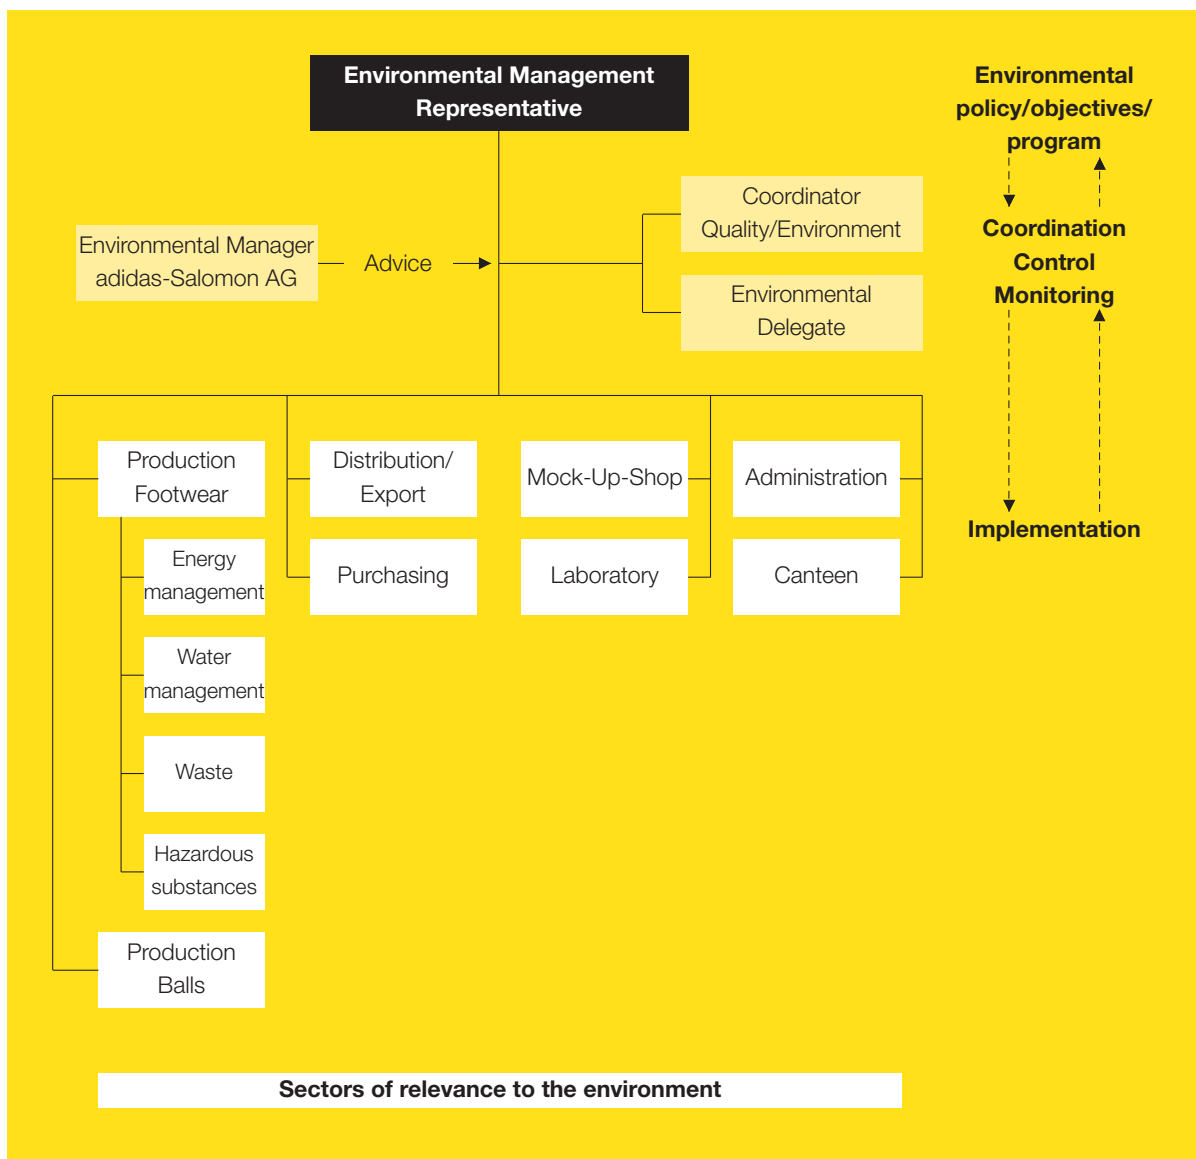 Environmental Management
Representative
Environmental
policy/objectives/
program
Coordinator
Quality/Environment
Environmental Manager
adidas-Salomon AG
Advice
Coordination
Control
Monitoring
Environmental
Delegate
Production
Footwear
Distribution/
Export
Mock-Up-Shop
Administration
Implementation
Energy
management
Purchasing
Laboratory
Canteen
Water
management
Waste
Hazardous
substances
Production
Balls
Sectors of relevance to the environment